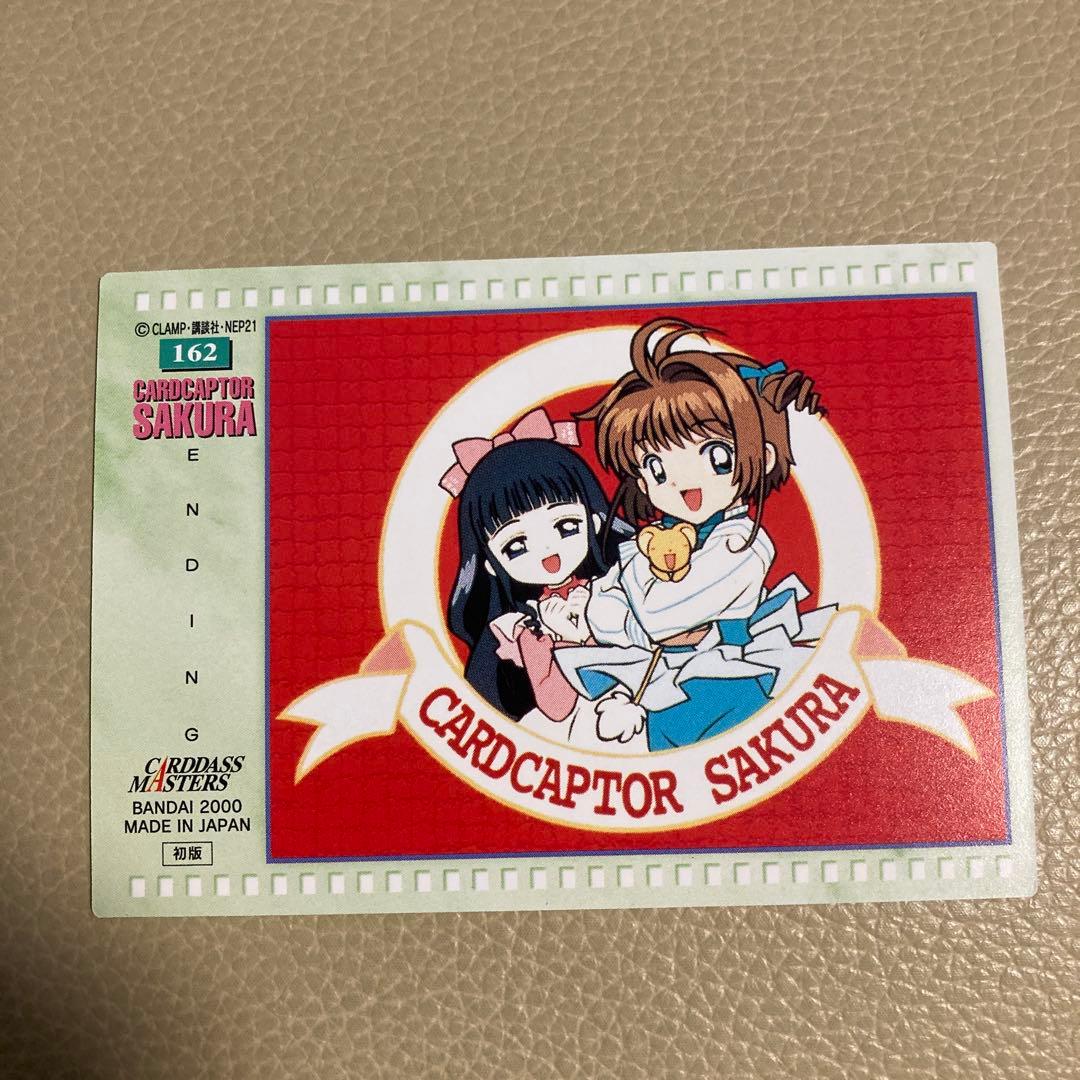 © CLAMP・講談社・NEP21
162
CARDCAPTOR
SAKURA
E
N
D
I
N
G
CARDDASS
MASTERS
BANDAI 2000
MADE IN JAPAN
初版
CARDCAPTOR SAKURA